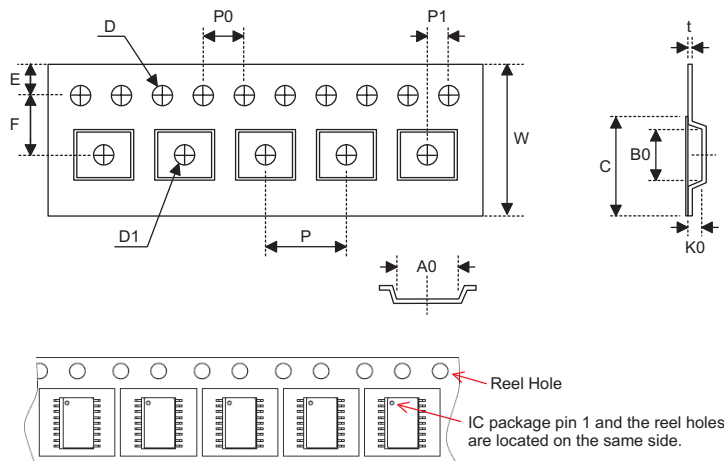 D
P0
P1
t
E
F
W
C
B0
D1
P
K0
A0
Reel Hole
IC package pin 1 and the reel holes
are located on the same side.